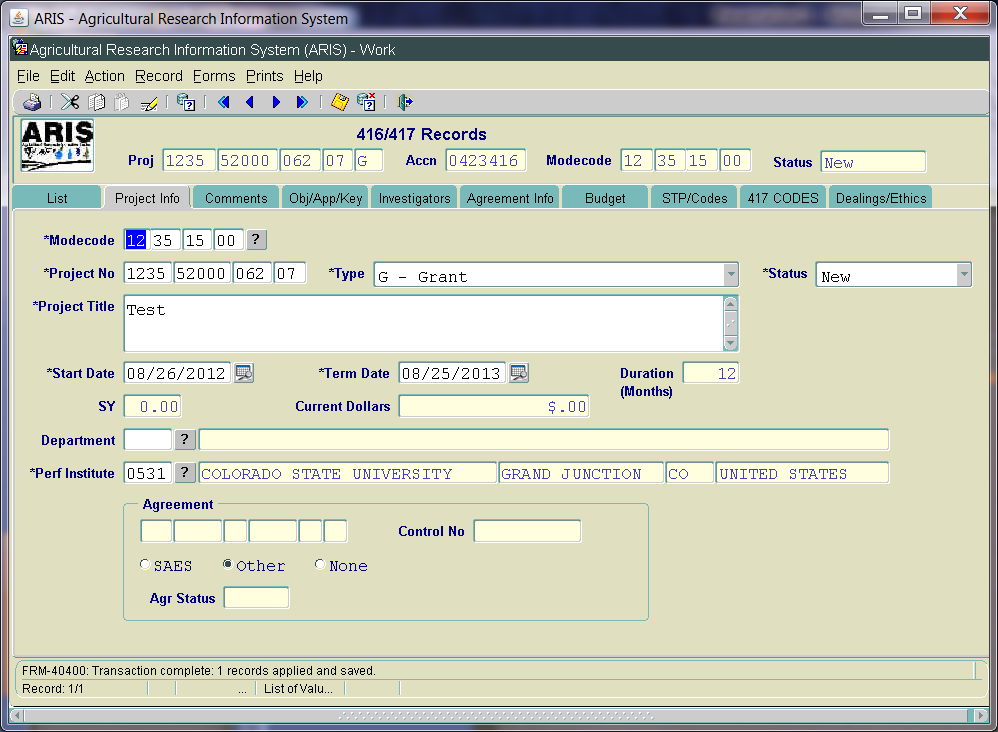 ARIS - Agricultural Research Information System
Agricultural Research Information System (ARIS) - Work
File Edit Action Record Forms Prints Help
ARIS
416/417 Records
Proj 1235 52000 062 07 G Accn 0423416 Modecode 12 35 15 00 Status New
List Project Info Comments Obj/App/Key Investigators Agreement Info Budget STP/Codes 417 CODES Dealings/Ethics
*Modecode 12 35 15 00 ?
*Project No 1235 52000 062 07 *Type G - Grant *Status New
*Project Title Test
*Start Date 08/26/2012 *Term Date 08/25/2013 Duration 12
(Months)
SY 0.00 Current Dollars $.00
Department ?
*Perf Institute 0531 ? COLORADO STATE UNIVERSITY GRAND JUNCTION CO UNITED STATES
Agreement
Control No
SAES Other None
Agr Status
FRM-40400: Transaction complete: 1 records applied and saved.
Record: 1/1 ... List of Valu...